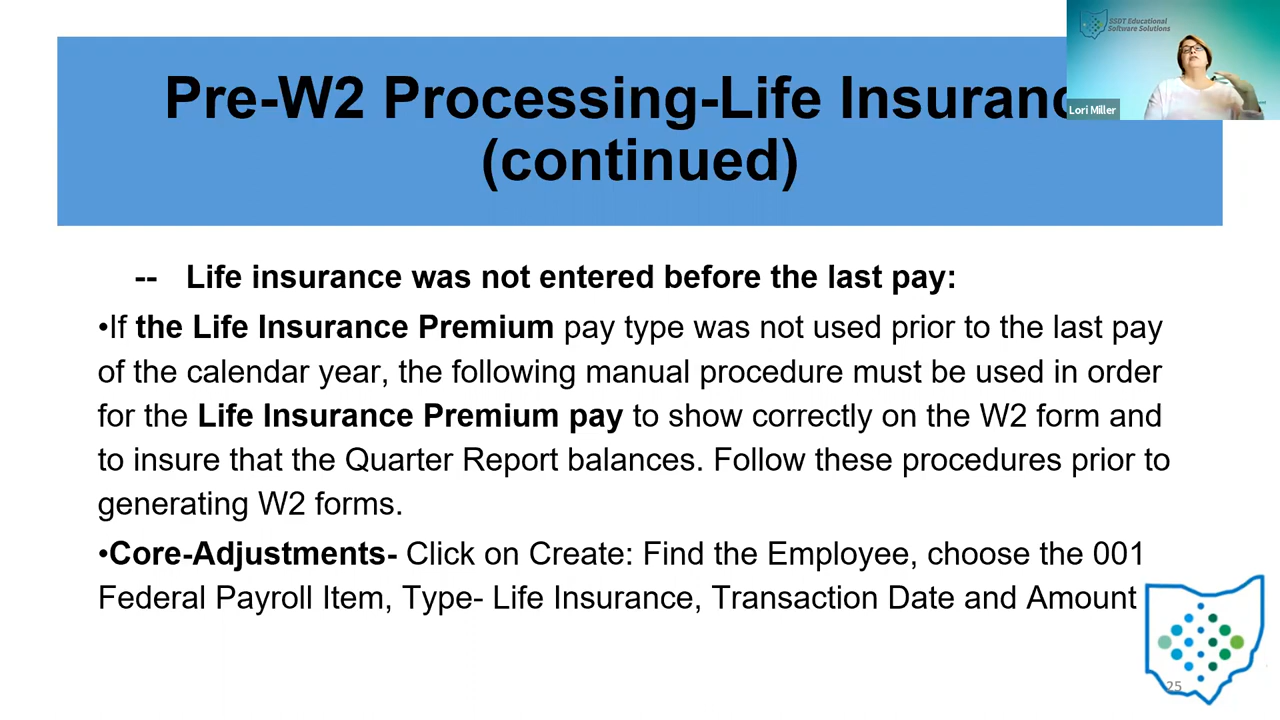 SSDT Educational
Software Solutions
Lori Miller
Pre-W2 Processing-Life Insuranc
(continued)
-- Life insurance was not entered before the last pay:
•If the Life Insurance Premium pay type was not used prior to the last pay
of the calendar year, the following manual procedure must be used in order
for the Life Insurance Premium pay to show correctly on the W2 form and
to insure that the Quarter Report balances. Follow these procedures prior to
generating W2 forms.
•Core-Adjustments- Click on Create: Find the Employee, choose the 001
Federal Payroll Item, Type- Life Insurance, Transaction Date and Amount
25